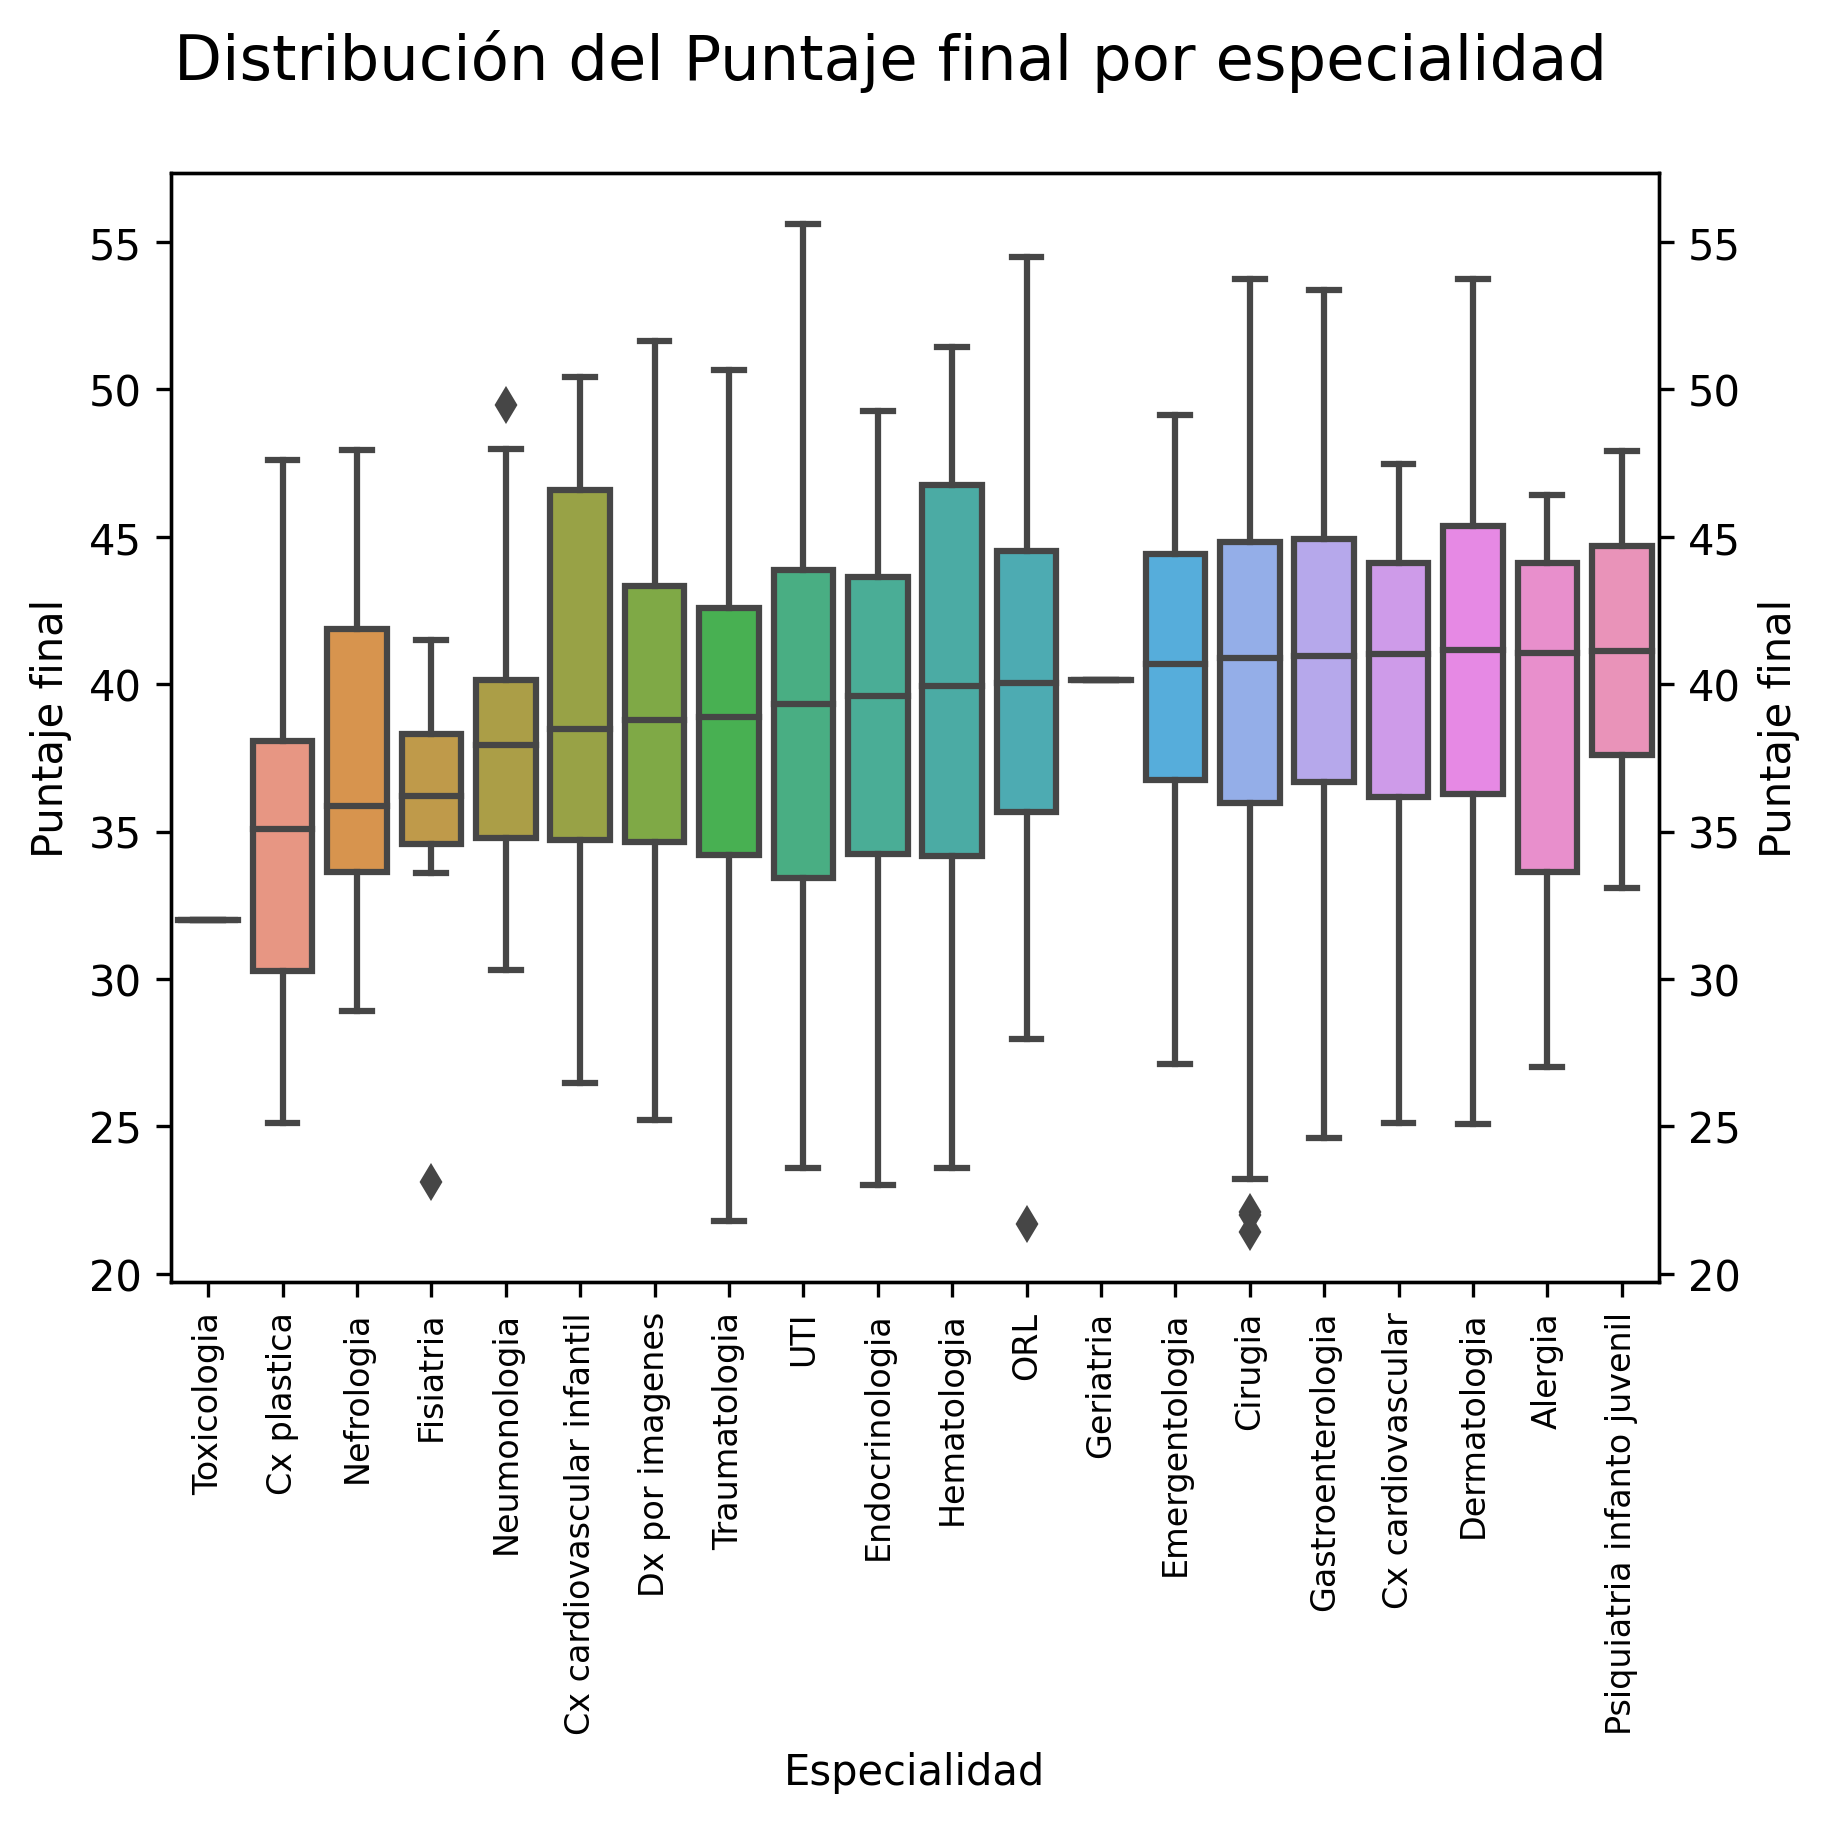 Distribución del Puntaje final por especialidad
Puntaje final
55
50
45
40
35
30
25
20
55
50
45
40
35
30
25
20
Puntaje final
Toxicologia
Cx plastica
Nefrologia
Fisiatria
Neumonologia
Cx cardiovascular infantil
Dx por imagenes
Traumatologia
UTI
Endocrinologia
Hematologia
ORL
Geriatria
Emergentologia
Cirugia
Gastroenterologia
Cx cardiovascular
Dermatologia
Alergia
Psiquiatria infanto juvenil
Especialidad